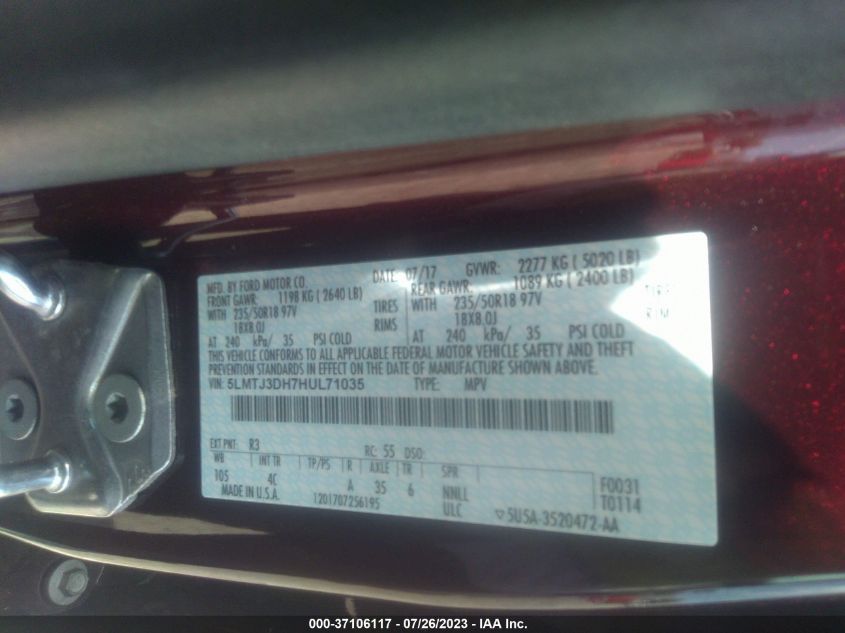 MFD. BY FORD MOTOR CO. DATE: 07/17 GVWR: 2277 KG ( 5020 LB)
FRONT GAWR: 1198 KG ( 2640 LB) REAR GAWR: 1089 KG ( 2400 LB)
WITH 235/50R18 97V TIRES WITH 235/50R18 97V TIRES
18X8.0J RIMS 18X8.0J RIM
AT 240 kPa/ 35 PSI COLD AT 240 kPa/ 35 PSI COLD
THIS VEHICLE CONFORMS TO ALL APPLICABLE FEDERAL MOTOR VEHICLE SAFETY AND THEFT
PREVENTION STANDARDS IN EFFECT ON THE DATE OF MANUFACTURE SHOWN ABOVE.
VIN: 5LMTJ3DH7HUL71035 TYPE: MPV
EXT PNT: R3 RC: 55 DSO:
WB INT TR TP/PS R AXLE TR SPR
105 4C A 35 6 NNLL F0031
MADE IN U.S.A. 1201707256195 ULC T0114
▽5USA-3520472-AA
000-37106117 - 07/26/2023 - IAA Inc.